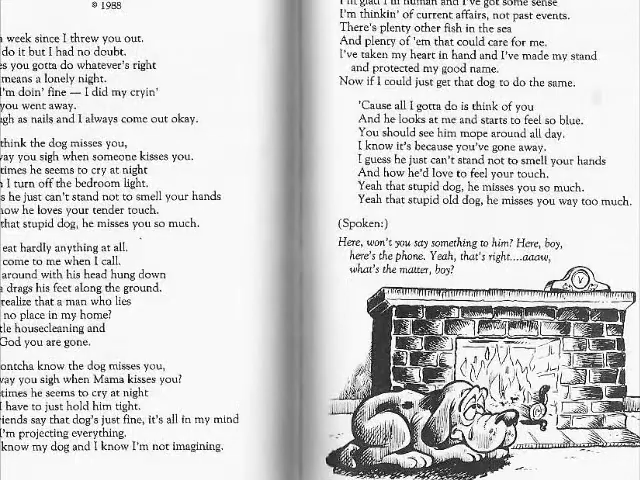 © 1988
week since I threw you out.
do it but I had no doubt.
s you gotta do whatever's right
means a lonely night.
I'm doin' fine — I did my cryin'
you went away.
gh as nails and I always come out okay.
think the dog misses you,
way you sigh when someone kisses you.
times he seems to cry at night
I turn off the bedroom light.
s he just can't stand not to smell your hands
how he loves your tender touch.
that stupid dog, he misses you so much.
eat hardly anything at all.
come to me when I call.
around with his head hung down
drags his feet along the ground.
realize that a man who lies
no place in my home?
tle housecleaning and
God you are gone.
ontcha know the dog misses you,
way you sigh when Mama kisses you?
times he seems to cry at night
I have to just hold him tight.
iends say that dog's just fine, it's all in my mind
I'm projecting everything.
know my dog and I know I'm not imagining.
I'm glad I'm human and I've got some sense
I'm thinkin' of current affairs, not past events.
There's plenty other fish in the sea
And plenty of 'em that could care for me.
I've taken my heart in hand and I've made my stand
and protected my good name.
Now if I could just get that dog to do the same.
'Cause all I gotta do is think of you
And he looks at me and starts to feel so blue.
You should see him mope around all day.
I know it's because you've gone away.
I guess he just can't stand not to smell your hands
And how he'd love to feel your touch.
Yeah that stupid dog, he misses you so much.
Yeah that stupid old dog, he misses you way too much.
(Spoken:)
Here, won't you say something to him? Here, boy,
here's the phone. Yeah, that's right....aaaw,
what's the matter, boy?